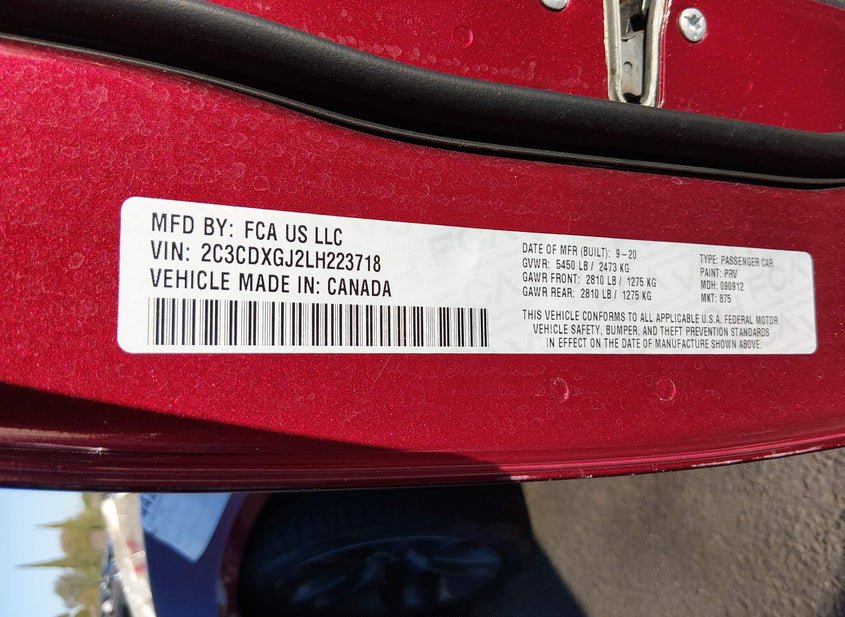 MFD BY: FCA US LLC
VIN: 2C3CDXGJ2LH223718
VEHICLE MADE IN: CANADA
DATE OF MFR (BUILT): 9-20
GVWR: 5450 LB / 2473 KG
GAWR FRONT: 2810 LB / 1275 KG
GAWR REAR: 2810 LB / 1275 KG
TYPE: PASSENGER CAR
PAINT: PRV
MDH: 090912
MKT: 875
THIS VEHICLE CONFORMS TO ALL APPLICABLE U.S.A. FEDERAL MOTOR
VEHICLE SAFETY, BUMPER, AND THEFT PREVENTION STANDARDS
IN EFFECT ON THE DATE OF MANUFACTURE SHOWN ABOVE.